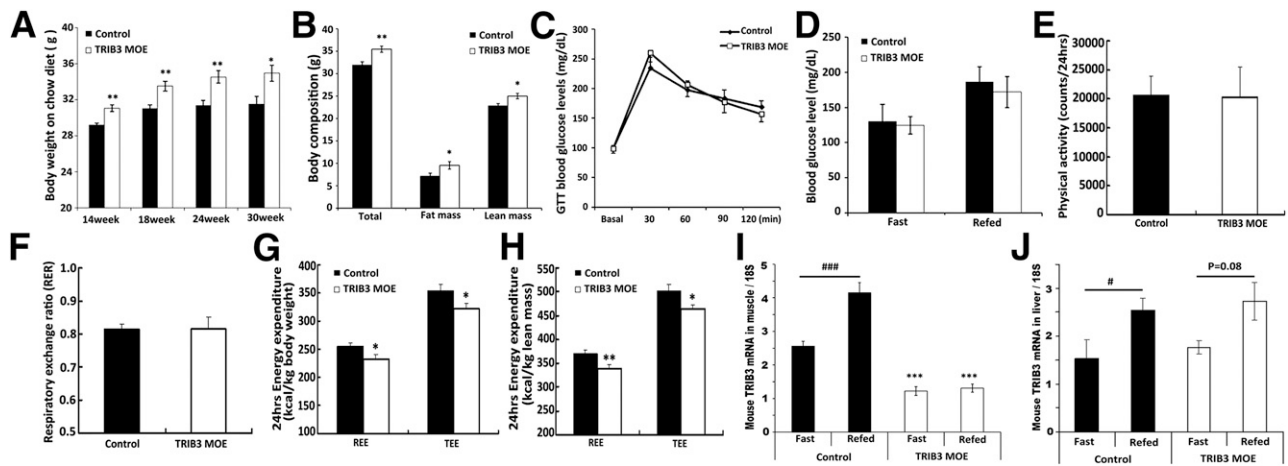 A
Body weight on chow diet ( g )
Control
TRIB3 MOE
36
32
28
24
20
**
**
**
*
14week 18week 24week 30week
B
Body composition (g)
Control
TRIB3 MOE
40
35
30
25
20
15
10
5
0
**
*
*
Total Fat mass Lean mass
C
GTT blood glucose levels (mg/dL)
Control
TRIB3 MOE
300
250
200
150
100
50
0
Basal 30 60 90 120 (min)
D
Blood glucose level (mg/dL)
Control
TRIB3 MOE
250
200
150
100
50
0
Fast Refed
E
Physical activity (counts/24hrs)
30000
25000
20000
15000
10000
5000
0
Control TRIB3 MOE
F
Respiratory exchange ratio (RER)
1.0
0.9
0.8
0.7
0.6
0.5
Control TRIB3 MOE
G
24hrs Energy expenditure
(kcal/kg body weight)
Control
TRIB3 MOE
400
350
300
250
200
150
100
*
*
REE TEE
H
24hrs Energy expenditure
(kcal/kg lean mass)
Control
TRIB3 MOE
550
500
450
400
350
300
250
200
**
*
REE TEE
I
Mouse TRIB3 mRNA in muscle / 18S
5
4
3
2
1
0
###
*** ***
Fast Refed Fast Refed
Control TRIB3 MOE
J
Mouse TRIB3 mRNA in liver / 18S
3
2
1
0
#
P=0.08
Fast Refed Fast Refed
Control TRIB3 MOE